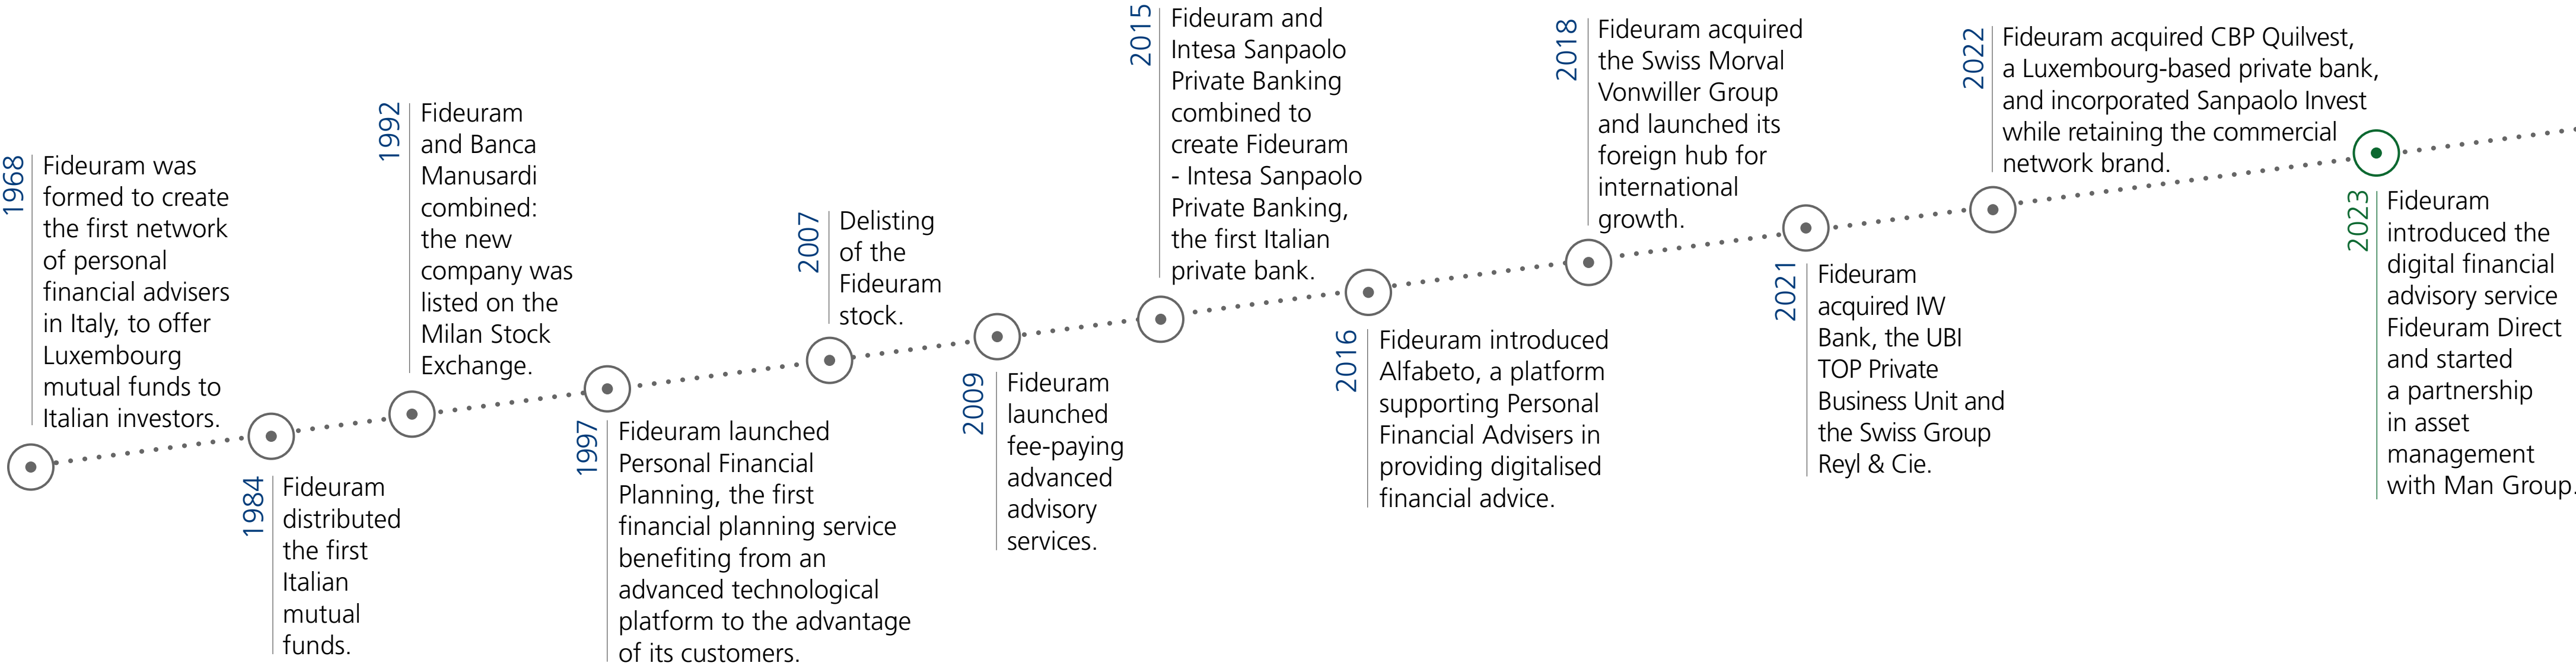 1968
Fideuram was
formed to create
the first network
of personal
financial advisers
in Italy, to offer
Luxembourg
mutual funds to
Italian investors.
1984
Fideuram
distributed
the first
Italian
mutual
funds.
1992
Fideuram
and Banca
Manusardi
combined:
the new
company was
listed on the
Milan Stock
Exchange.
1997
Fideuram launched
Personal Financial
Planning, the first
financial planning service
benefiting from an
advanced technological
platform to the advantage
of its customers.
2007
Delisting
of the
Fideuram
stock.
2009
Fideuram
launched
fee-paying
advanced
advisory
services.
2015
Fideuram and
Intesa Sanpaolo
Private Banking
combined to
create Fideuram
- Intesa Sanpaolo
Private Banking,
the first Italian
private bank.
2016
Fideuram introduced
Alfabeto, a platform
supporting Personal
Financial Advisers in
providing digitalised
financial advice.
2018
Fideuram acquired
the Swiss Morval
Vonwiller Group
and launched its
foreign hub for
international
growth.
2021
Fideuram
acquired IW
Bank, the UBI
TOP Private
Business Unit and
the Swiss Group
Reyl & Cie.
2022
Fideuram acquired CBP Quilvest,
a Luxembourg-based private bank,
and incorporated Sanpaolo Invest
while retaining the commercial
network brand.
2023
Fideuram
introduced the
digital financial
advisory service
Fideuram Direct
and started
a partnership
in asset
management
with Man Group.